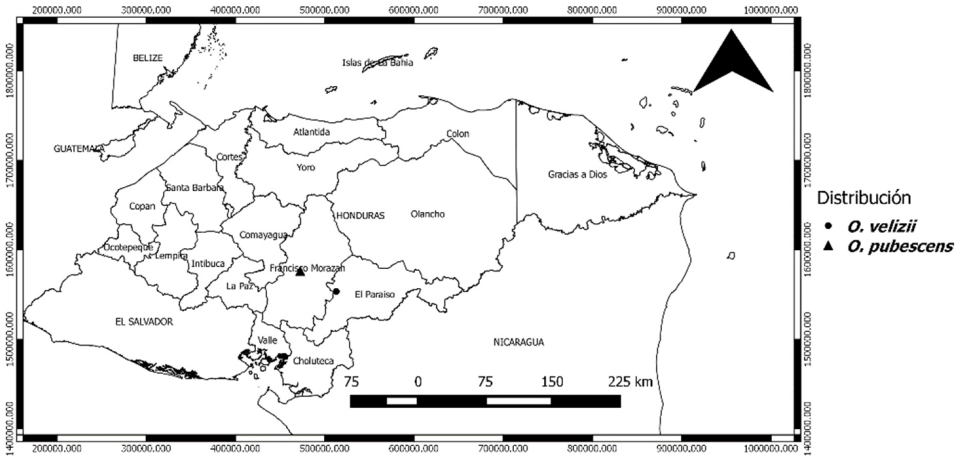 200000.000 300000.000 400000.000 500000.000 600000.000 700000.000 800000.000 900000.000 1000000.000
1800000.000
1700000.000
1600000.000
1500000.000
1400000.000
BELIZE
Islas de La Bahia
GUATEMALA
Atlantida
Colon
Cortes
Yoro
Gracias a Dios
Santa Barbara
Copan
HONDURAS
Olancho
Comayagua
Ocotepeque
Lempira
Intibuca
Francisco Morazan
La Paz
El Paraiso
EL SALVADOR
Valle
Choluteca
NICARAGUA
75 0 75 150 225 km
Distribución
O. velizii
O. pubescens
1800000.000
1700000.000
1600000.000
1500000.000
1400000.000
200000.000 300000.000 400000.000 500000.000 600000.000 700000.000 800000.000 900000.000 1000000.000